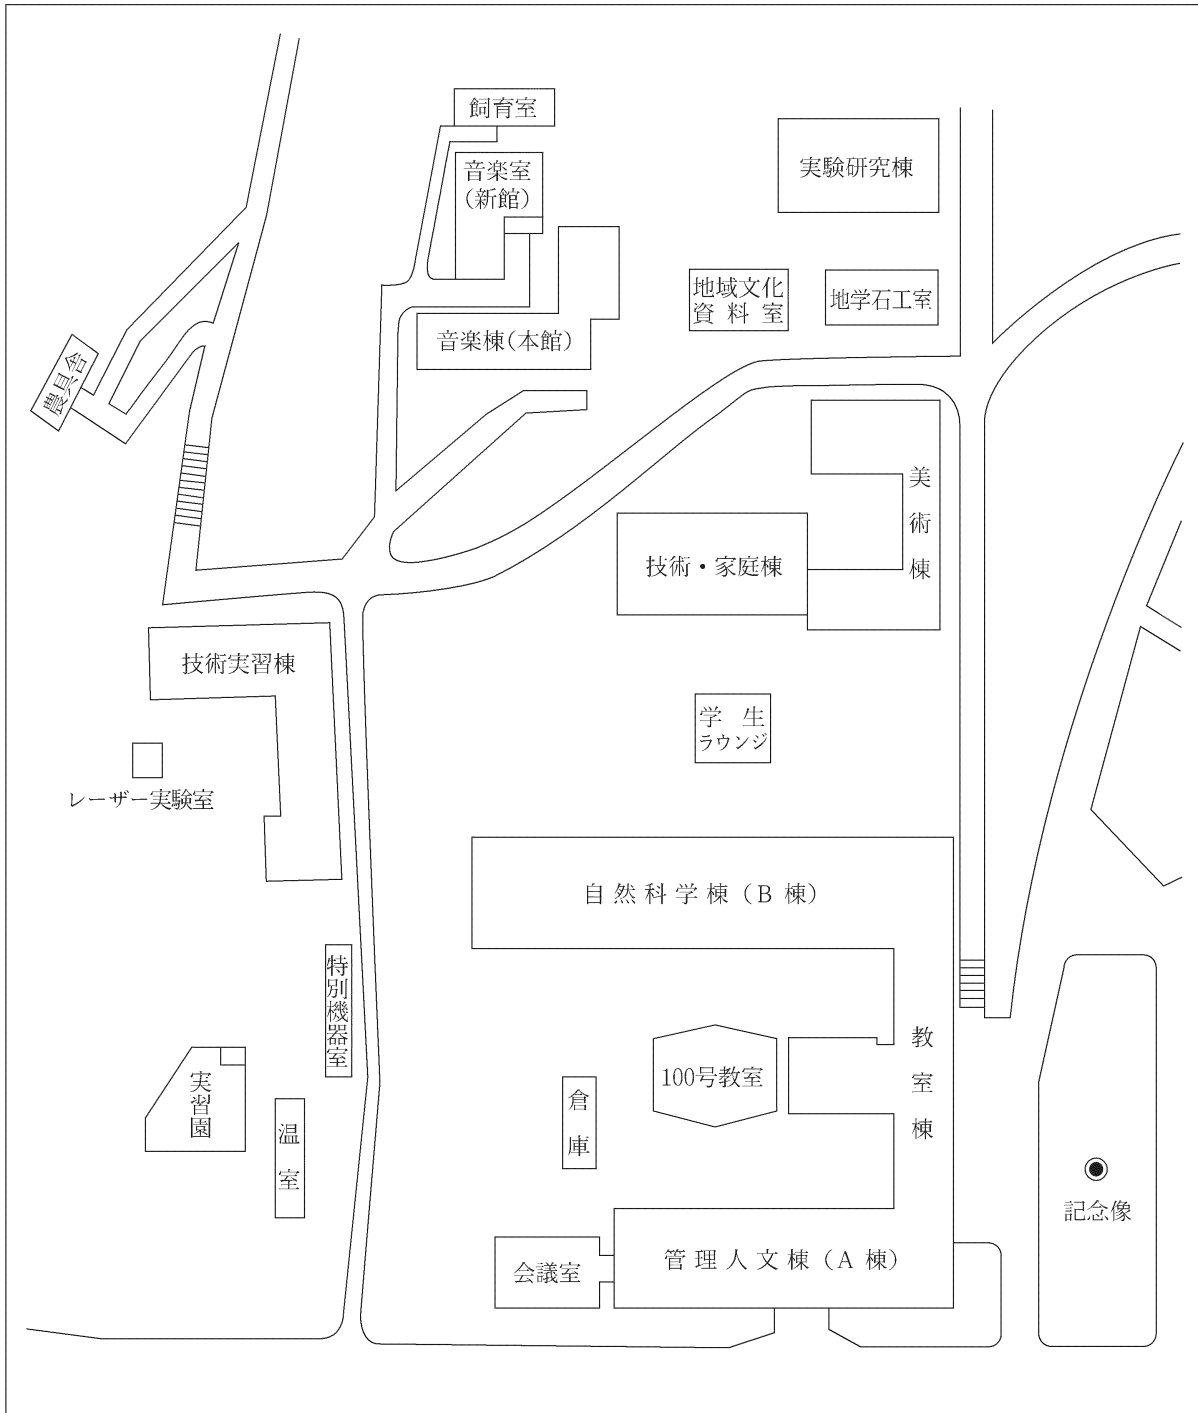 飼育室
音楽室
(新館)
実験研究棟
地域文化
資料室
地学石工室
音楽棟(本館)
農具舎
美術棟
技術・家庭棟
技術実習棟
学生
ラウンジ
レーザー実験室
自然科学棟(B棟)
特別機器室
教室棟
100号教室
実習園
倉庫
温室
記念像
会議室
管理人文棟(A棟)